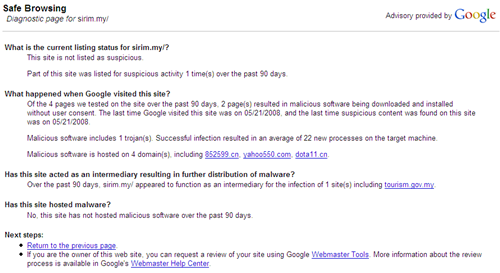 Safe Browsing
Diagnostic page for sirim.my/
Advisory provided by Google
What is the current listing status for sirim.my/?
This site is not listed as suspicious.
Part of this site was listed for suspicious activity 1 time(s) over the past 90 days.
What happened when Google visited this site?
Of the 4 pages we tested on the site over the past 90 days, 2 page(s) resulted in malicious software being downloaded and installed
without user consent. The last time Google visited this site was on 05/21/2008, and the last time suspicious content was found on this site
was on 05/21/2008.
Malicious software includes 1 trojan(s). Successful infection resulted in an average of 22 new processes on the target machine.
Malicious software is hosted on 4 domain(s), including 852599.cn, yahoo550.com, dota11.cn.
Has this site acted as an intermediary resulting in further distribution of malware?
Over the past 90 days, sirim.my/ appeared to function as an intermediary for the infection of 1 site(s) including tourism.gov.my.
Has this site hosted malware?
No, this site has not hosted malicious software over the past 90 days.
Next steps:
• Return to the previous page.
• If you are the owner of this web site, you can request a review of your site using Google Webmaster Tools. More information about the review
process is available in Google's Webmaster Help Center.